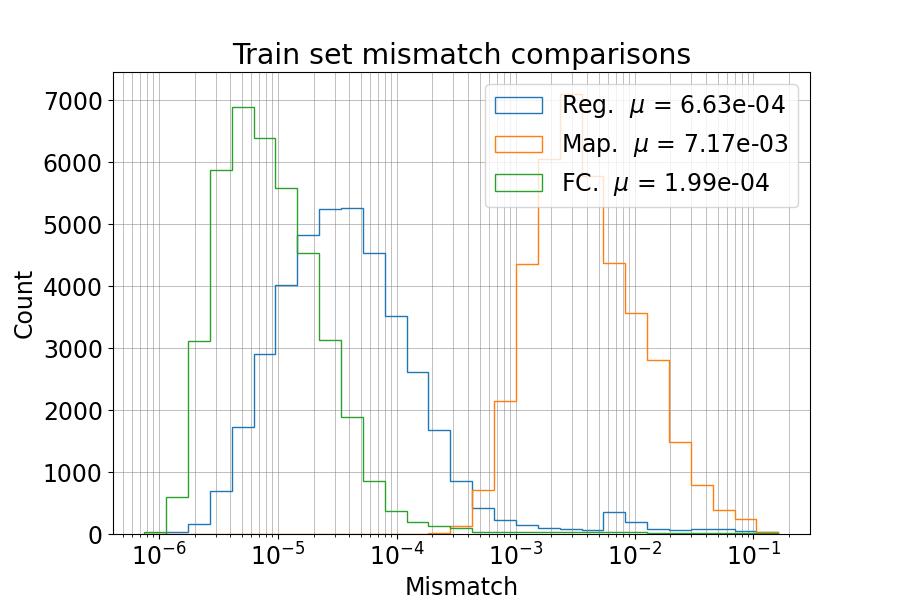 Train set mismatch comparisons
Reg. μ = 6.63e-04
Map. μ = 7.17e-03
FC. μ = 1.99e-04
7000
6000
5000
4000
3000
2000
1000
0
Count
10⁻⁶ 10⁻⁵ 10⁻⁴ 10⁻³ 10⁻² 10⁻¹
Mismatch